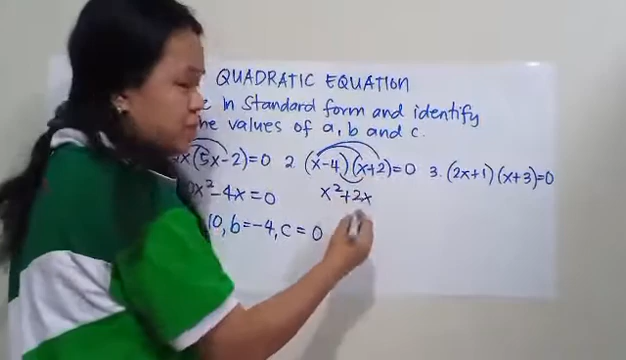 QUADRATIC EQUATION
in Standard form and identify
values of a, b and c.
(5x-2)=0 2. (x-4)(x+2)=0 3. (2x+1)(x+3)=0
x²-4x=0 x²+2x
10, b=-4, c=0